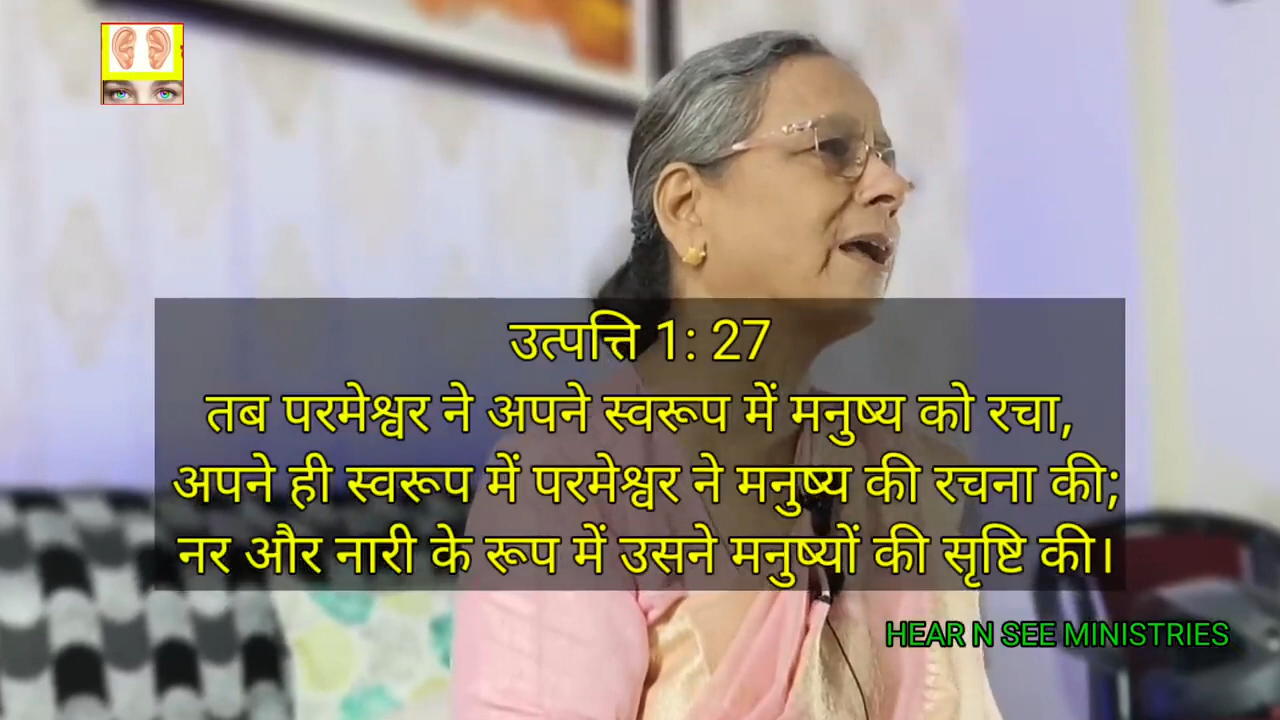 उत्पत्ति 1: 27
तब परमेश्वर ने अपने स्वरूप में मनुष्य को रचा,
अपने ही स्वरूप में परमेश्वर ने मनुष्य की रचना की;
नर और नारी के रूप में उसने मनुष्यों की सृष्टि की।
HEAR N SEE MINISTRIES